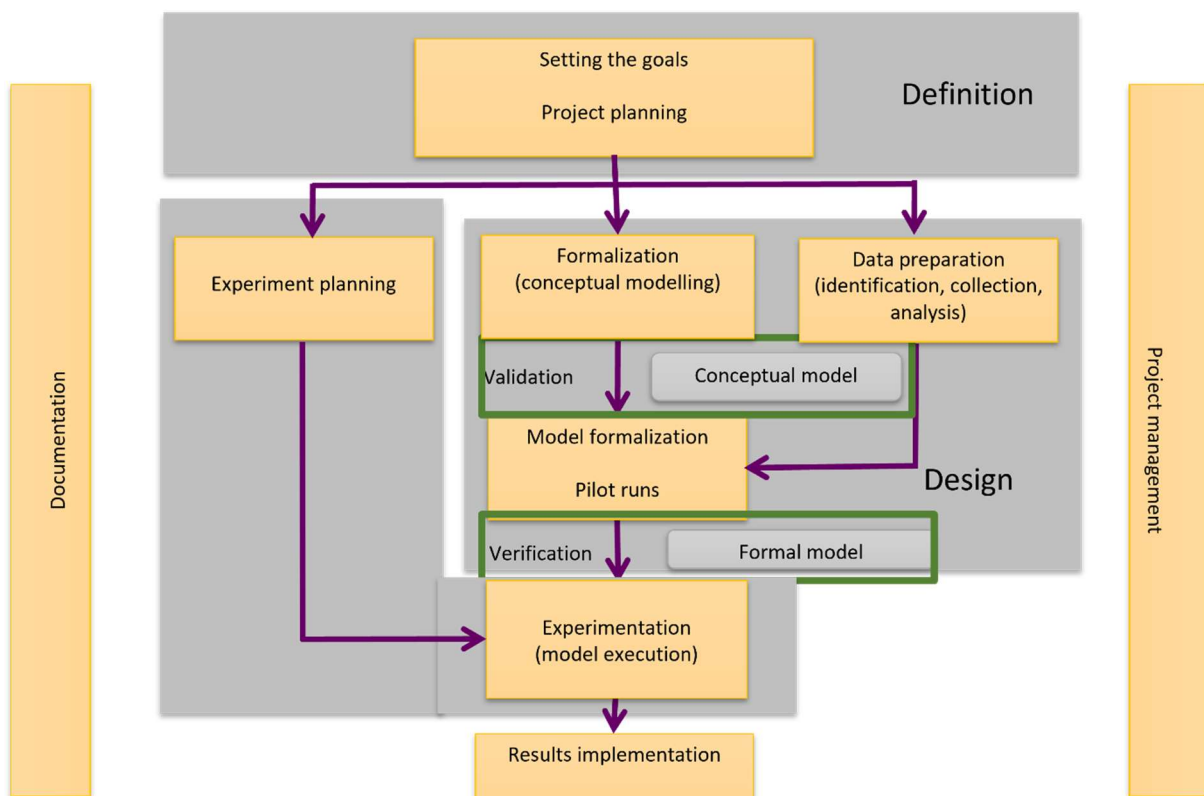 Setting the goals
Project planning
Definition
Experiment planning
Formalization
(conceptual modelling)
Data preparation
(identification, collection,
analysis)
Validation
Conceptual model
Model formalization
Pilot runs
Design
Verification
Formal model
Experimentation
(model execution)
Results implementation
Documentation
Project management